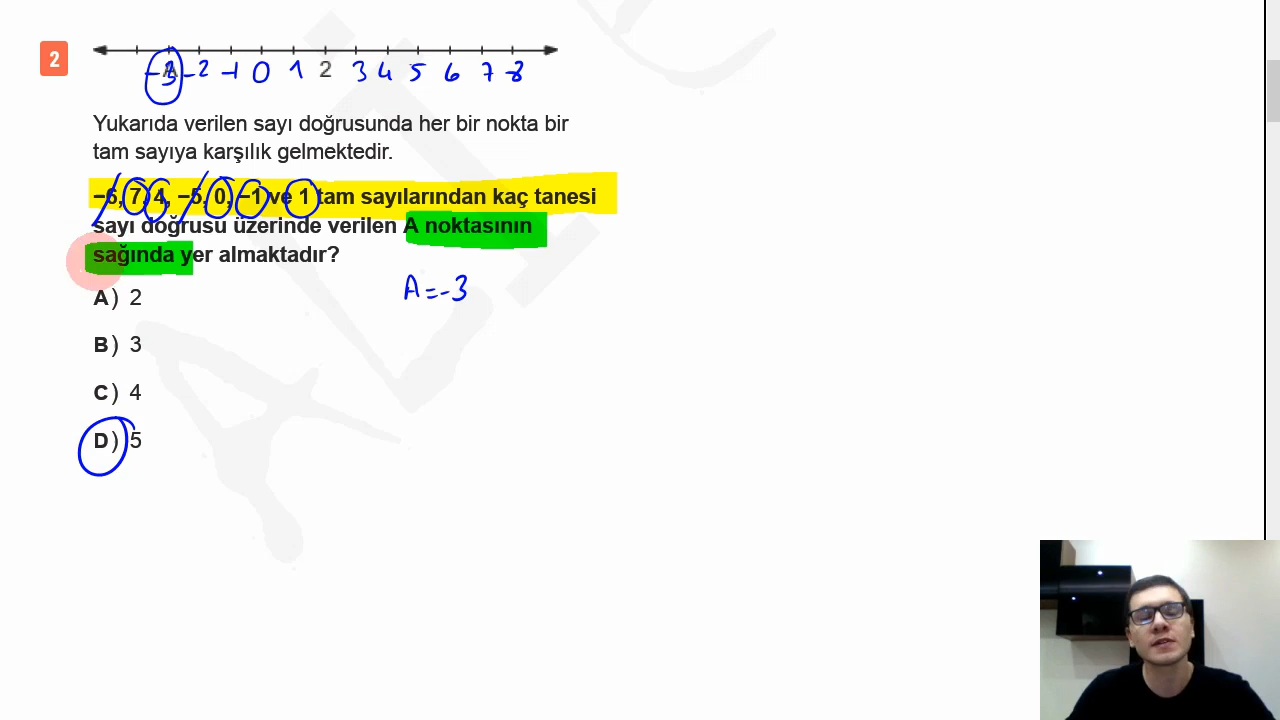 2
-3 -2 -1 0 1 2 3 4 5 6 7 8
Yukarıda verilen sayı doğrusunda her bir nokta bir
tam sayıya karşılık gelmektedir.
−6, 7, 4, −5, 0, −1 ve 1 tam sayılarından kaç tanesi
sayı doğrusu üzerinde verilen A noktasının
sağında yer almaktadır?
A = -3
A) 2
B) 3
C) 4
D) 5